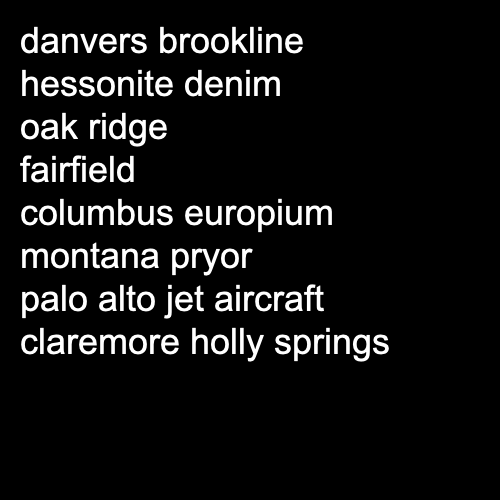 danvers brookline
hessonite denim
oak ridge
fairfield
columbus europium
montana pryor
palo alto jet aircraft
claremore holly springs